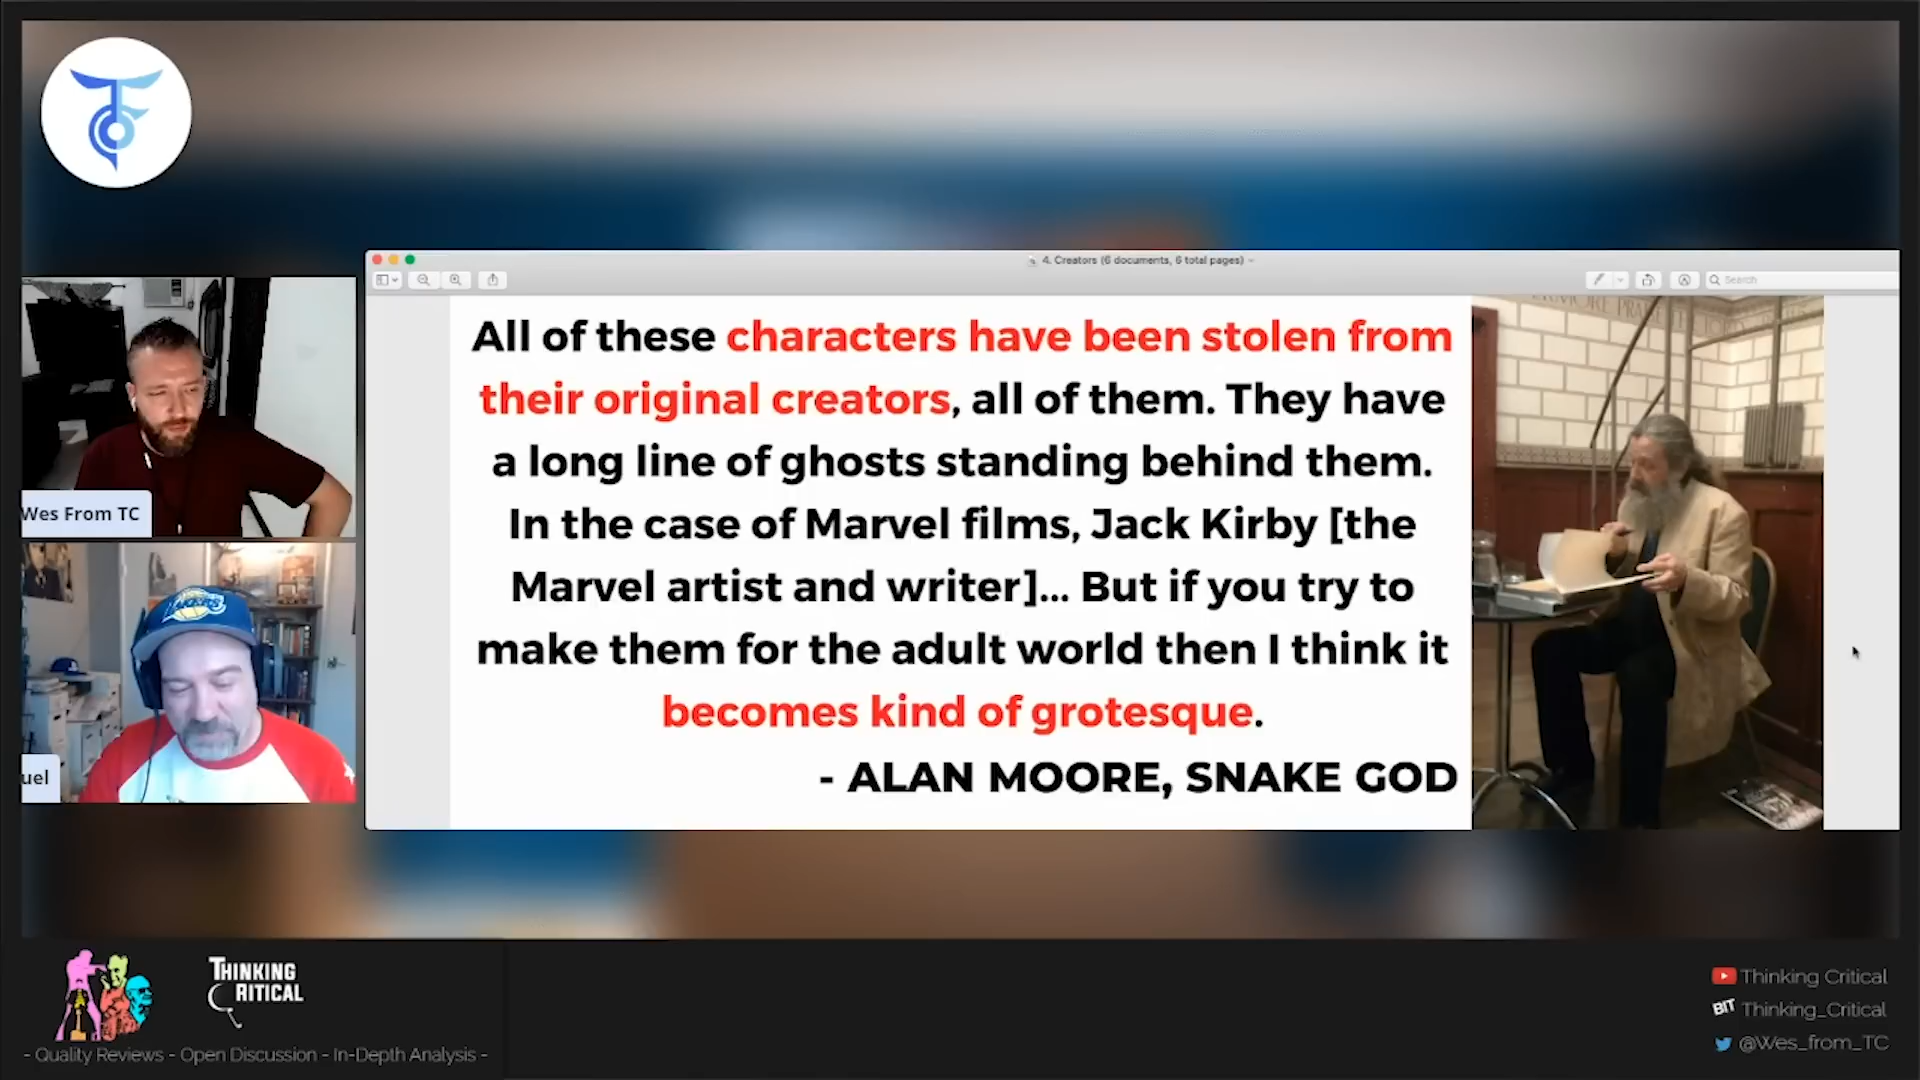 4. Creators (6 documents, 6 total pages)
Search
All of these characters have been stolen from
their original creators, all of them. They have
a long line of ghosts standing behind them.
In the case of Marvel films, Jack Kirby [the
Marvel artist and writer]... But if you try to
make them for the adult world then I think it
becomes kind of grotesque.
- ALAN MOORE, SNAKE GOD
Wes From TC
uel
THINKING
CRITICAL
- Quality Reviews - Open Discussion - In-Depth Analysis -
Thinking Critical
BIT Thinking_Critical
@Wes_from_TC